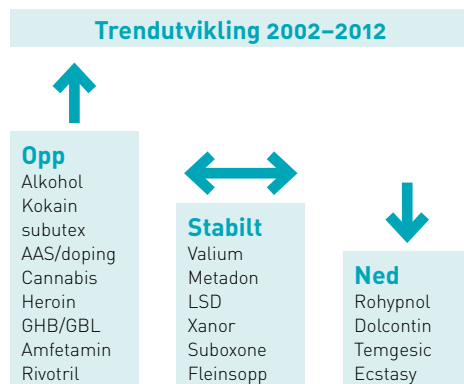 Trendutvikling 2002–2012
Opp
Alkohol
Kokain
subutex
AAS/doping
Cannabis
Heroin
GHB/GBL
Amfetamin
Rivotril
Stabilt
Valium
Metadon
LSD
Xanor
Suboxone
Fleinsopp
Ned
Rohypnol
Dolcontin
Temgesic
Ecstasy